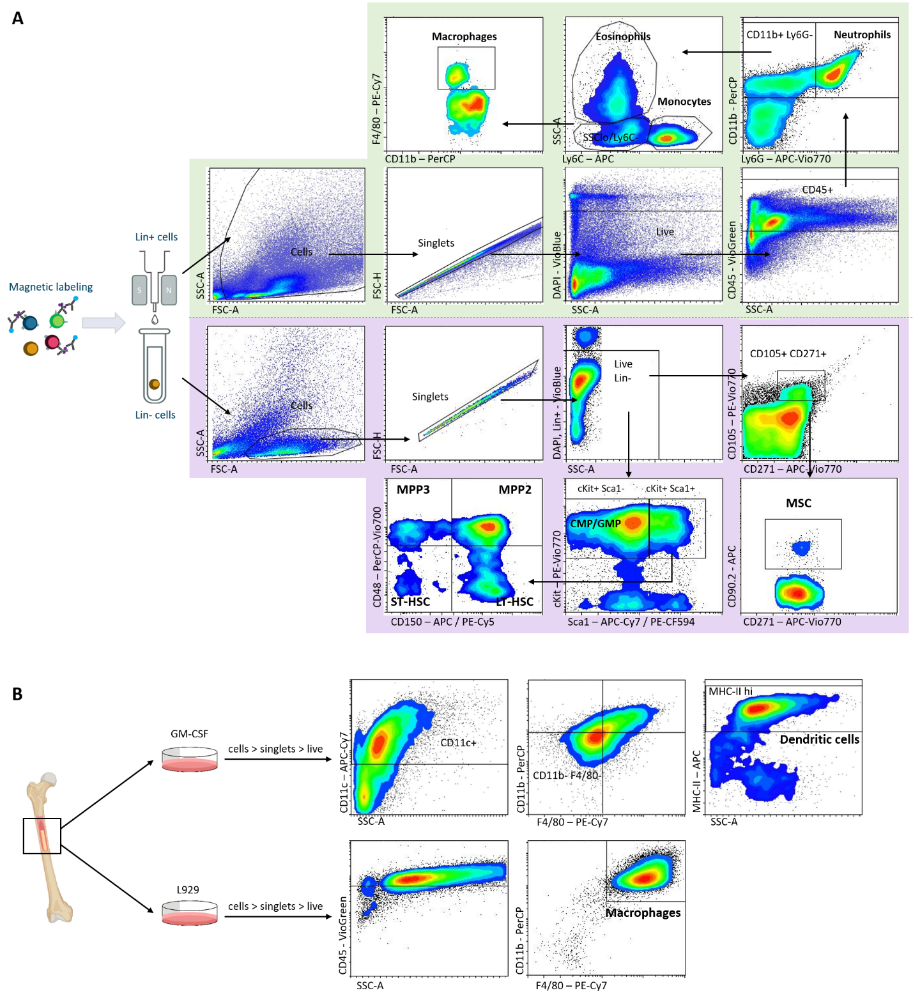 A
Macrophages
F4/80 – PE-Cy7
CD11b – PerCP
Eosinophils
Monocytes
SSClo/Ly6C-
SSC-A
Ly6C – APC
CD11b+ Ly6G-
Neutrophils
CD11b - PerCP
Ly6G – APC-Vio770
Magnetic labeling
Lin+ cells
S
N
Lin- cells
Cells
SSC-A
FSC-A
Singlets
FSC-H
FSC-A
Live
DAPI - VioBlue
SSC-A
CD45+
CD45 - VioGreen
SSC-A
Cells
SSC-A
FSC-A
Singlets
FSC-H
FSC-A
Live
Lin-
DAPI, Lin+ - VioBlue
SSC-A
CD105+ CD271+
CD105 – PE-Vio770
CD271 – APC-Vio770
MPP3
MPP2
ST-HSC
LT-HSC
CD48 – PerCP-Vio700
CD150 – APC / PE-Cy5
cKit+ Sca1-
cKit+ Sca1+
CMP/GMP
cKit – PE-Vio770
Sca1 – APC-Cy7 / PE-CF594
MSC
CD90.2 - APC
CD271 – APC-Vio770
B
GM-CSF
cells > singlets > live
CD11c+
CD11c – APC-Cy7
SSC-A
CD11b- F4/80-
CD11b - PerCP
F4/80 – PE-Cy7
MHC-II hi
Dendritic cells
MHC-II – APC
SSC-A
L929
cells > singlets > live
CD45 - VioGreen
SSC-A
Macrophages
CD11b - PerCP
F4/80 – PE-Cy7